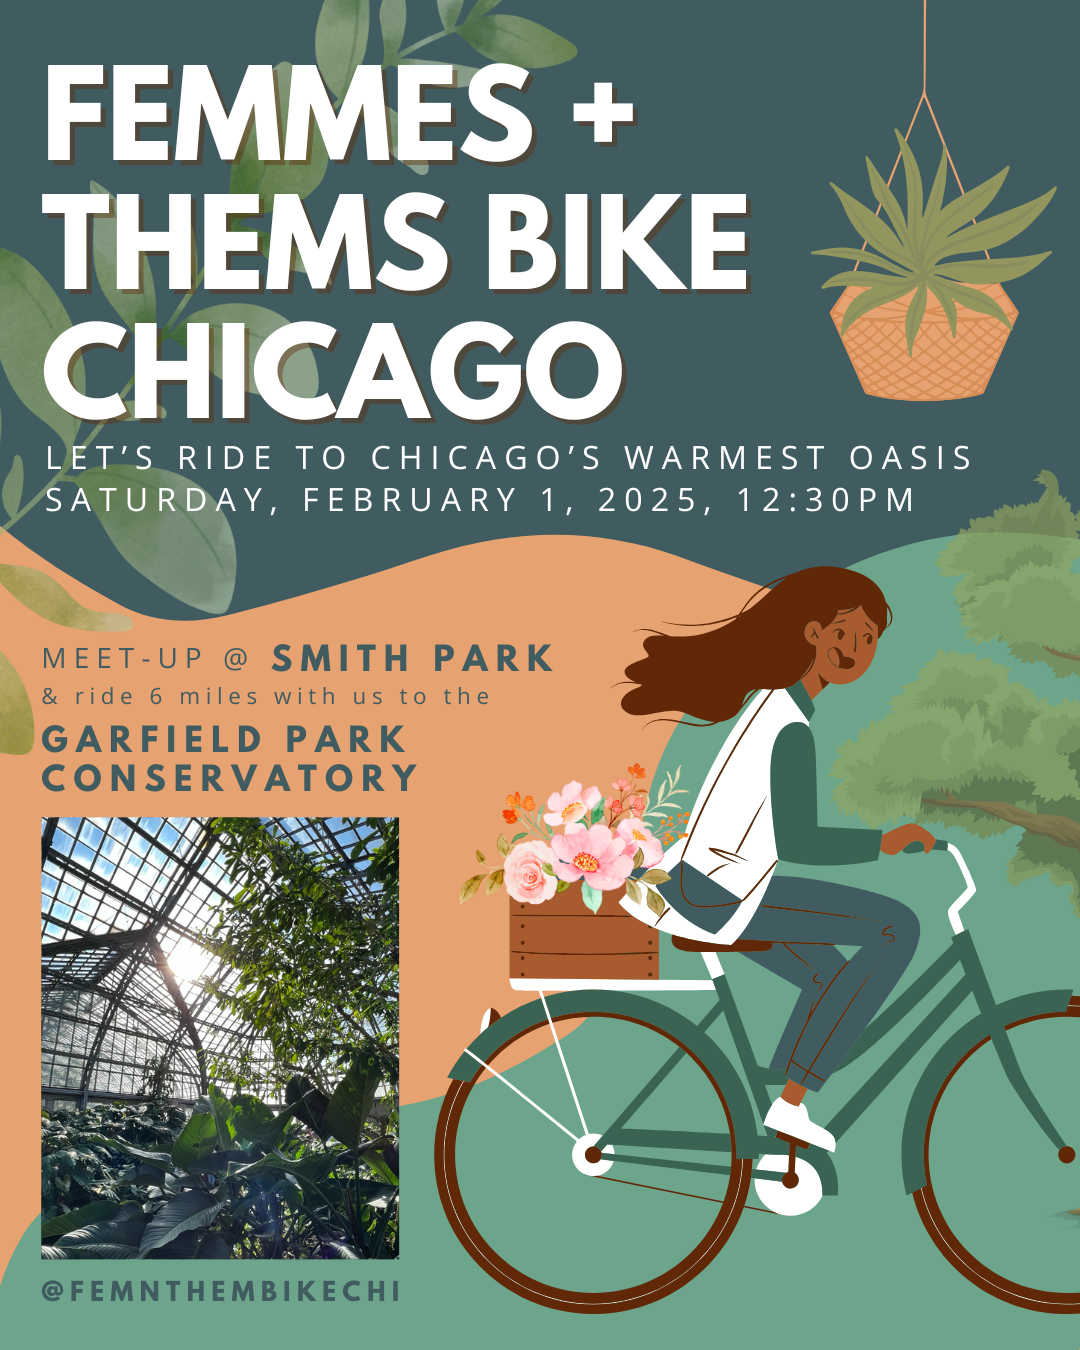 FEMMES +
THEMS BIKE
CHICAGO
LET'S RIDE TO CHICAGO'S WARMEST OASIS
SATURDAY, FEBRUARY 1, 2025, 12:30PM
MEET-UP @ SMITH PARK
& ride 6 miles with us to the
GARFIELD PARK
CONSERVATORY
@FEMNTHEMBIKECHI